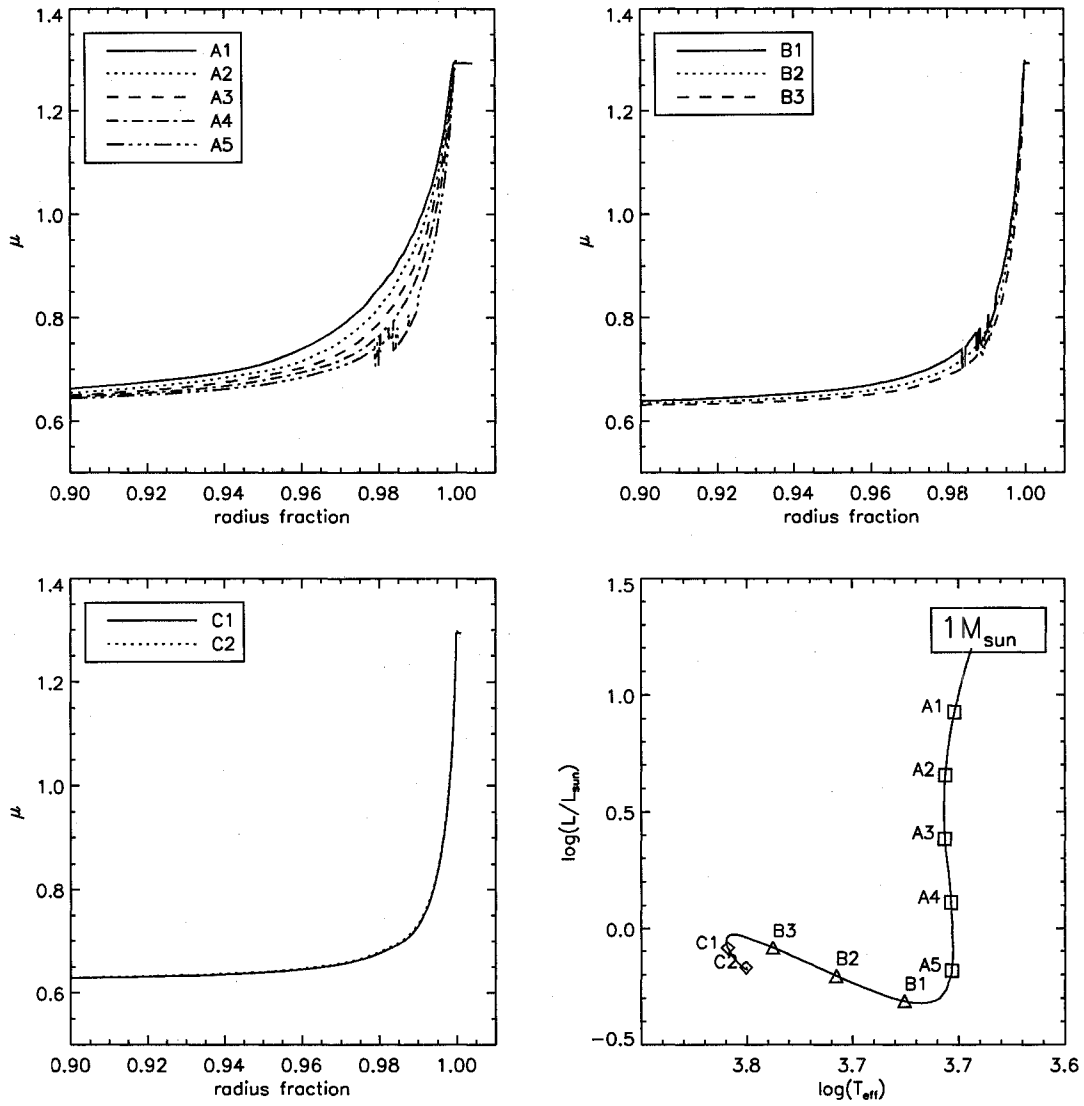 1.4
1.2
1.0
0.8
0.6
μ
A1
A2
A3
A4
A5
0.90 0.92 0.94 0.96 0.98 1.00
radius fraction
1.4
1.2
1.0
0.8
0.6
μ
B1
B2
B3
0.90 0.92 0.94 0.96 0.98 1.00
radius fraction
1.4
1.2
1.0
0.8
0.6
μ
C1
C2
0.90 0.92 0.94 0.96 0.98 1.00
radius fraction
1.5
1.0
0.5
0.0
−0.5
log(L/L_sun)
1M_sun
A1
A2
A3
A4
A5
B3
B2
B1
C1
C2
3.8 3.7 3.7 3.6
log(T_eff)